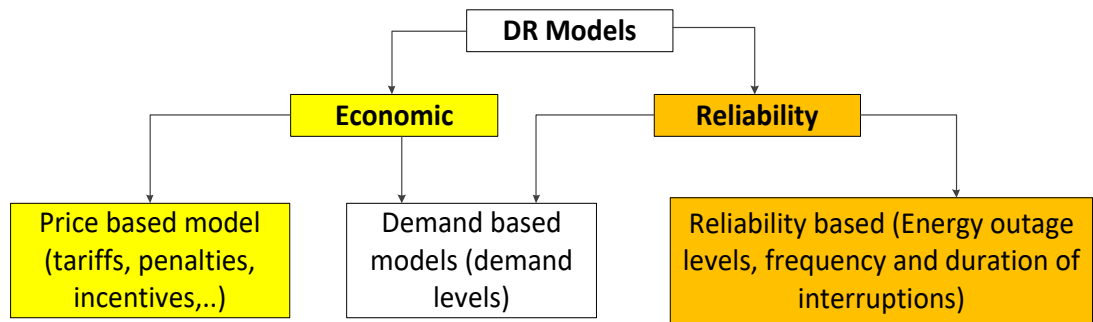 DR Models
Economic
Reliability
Price based model
(tariffs, penalties,
incentives,..)
Demand based
models (demand
levels)
Reliability based (Energy outage
levels, frequency and duration of
interruptions)